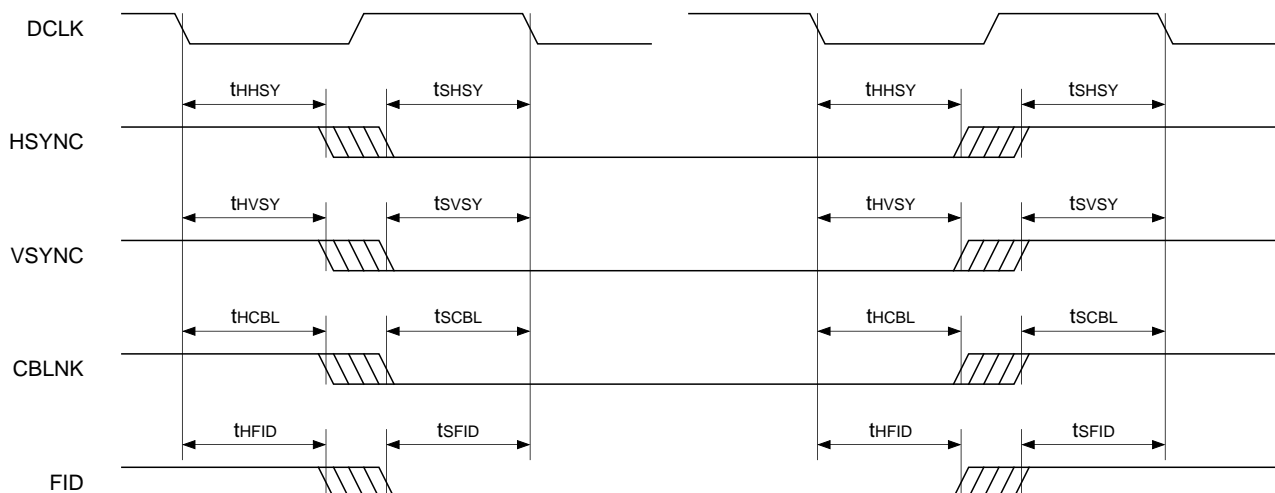 DCLK
tHHSY tSHSY tHHSY tSHSY
HSYNC
tHVSY tSVSY tHVSY tSVSY
VSYNC
tHCBL tSCBL tHCBL tSCBL
CBLNK
tHFID tSFID tHFID tSFID
FID